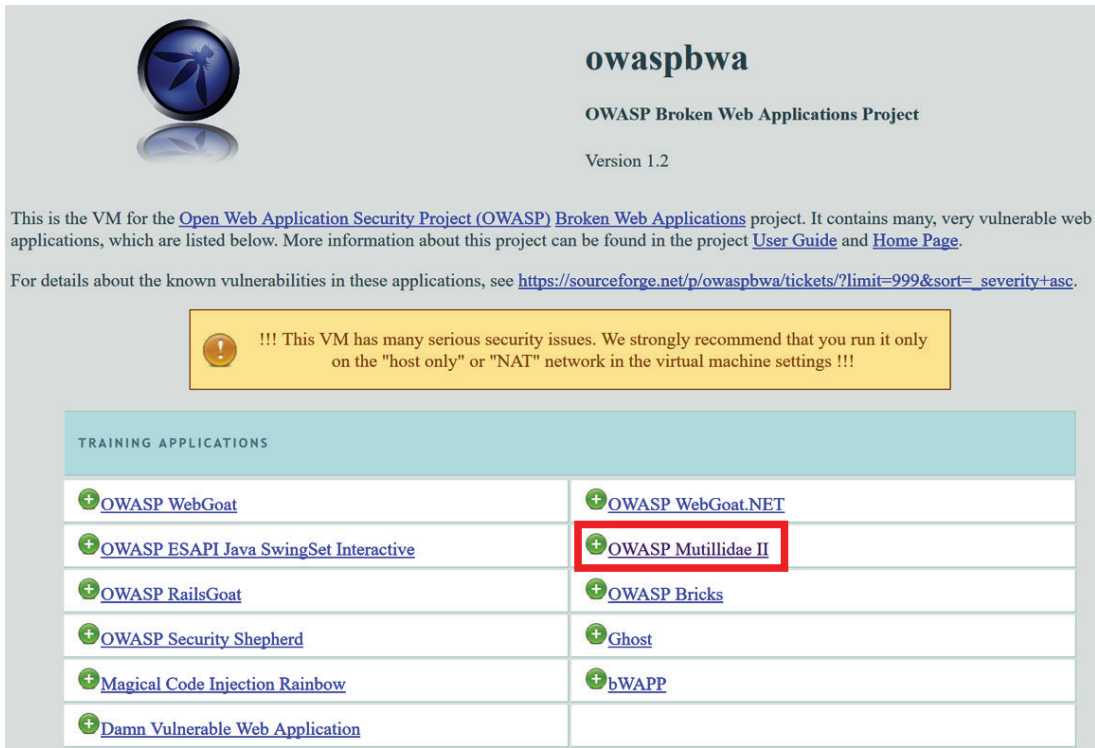 owaspbwa
OWASP Broken Web Applications Project
Version 1.2
This is the VM for the Open Web Application Security Project (OWASP) Broken Web Applications project. It contains many, very vulnerable web
applications, which are listed below. More information about this project can be found in the project User Guide and Home Page.
For details about the known vulnerabilities in these applications, see https://sourceforge.net/p/owaspbwa/tickets/?limit=999&sort=_severity+asc.
!!! This VM has many serious security issues. We strongly recommend that you run it only
on the "host only" or "NAT" network in the virtual machine settings !!!
TRAINING APPLICATIONS
OWASP WebGoat
OWASP WebGoat.NET
OWASP ESAPI Java SwingSet Interactive
OWASP Mutillidae II
OWASP RailsGoat
OWASP Bricks
OWASP Security Shepherd
Ghost
Magical Code Injection Rainbow
bWAPP
Damn Vulnerable Web Application